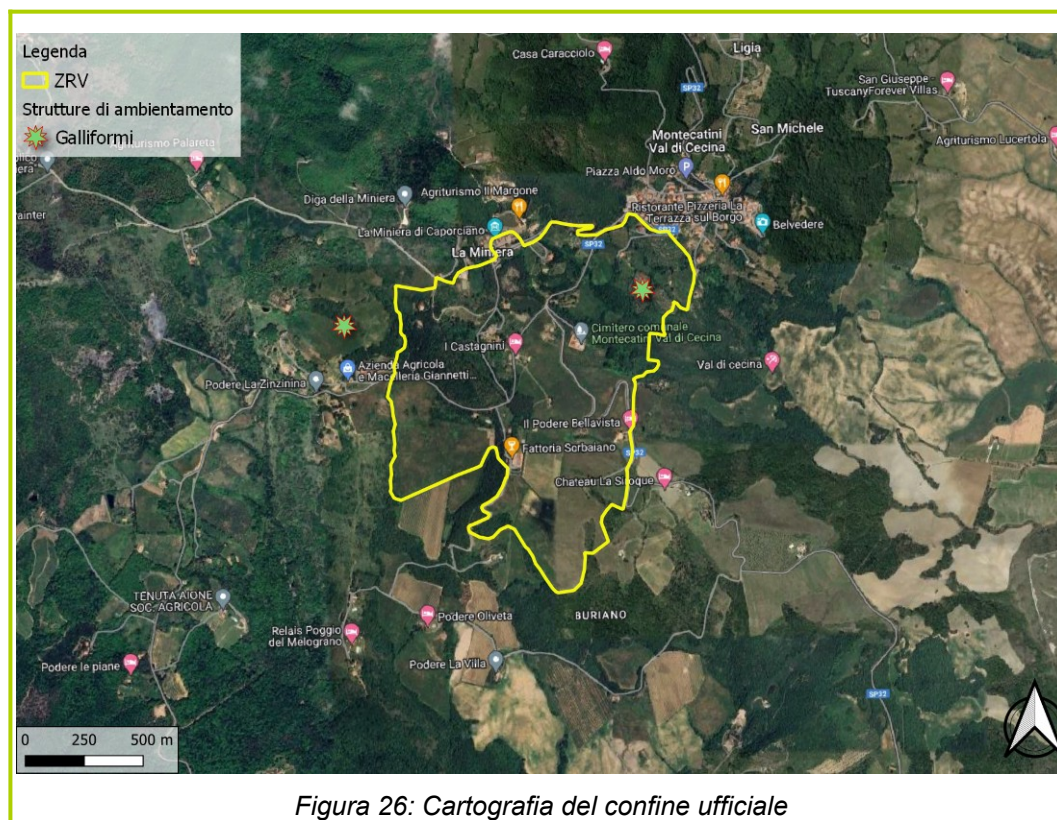 Legenda
ZRV
Strutture di ambientamento
Galliformi
Casa Caracciolo
Ligia
SP32
San Giuseppe -
TuscanyForever Villas
Agriturismo Palareta
Montecatini
Val di Cecina
San Michele
Agriturismo Lucertola
Piazza Aldo Moro
Diga della Miniera
Agriturismo Il Margone
Ristorante Pizzeria La
Terrazza sul Borgo
Belvedere
La Miniera di Caporciano
SP32
SP32
La Miniera
Cimitero comunale
Montecatini Val di Cecina
I Castagnini
Val di cecina
Azienda Agricola
e Macelleria Giannetti...
Podere La Zinzinina
Il Podere Bellavista
Fattoria Sorbaiano
SP32
Chateau La Siroque
TENUTA AIONE
SOC. AGRICOLA
BURIANO
Podere Oliveta
Relais Poggio
del Melograno
Podere le piane
Podere La Villa
SP32
0 250 500 m
Figura 26: Cartografia del confine ufficiale